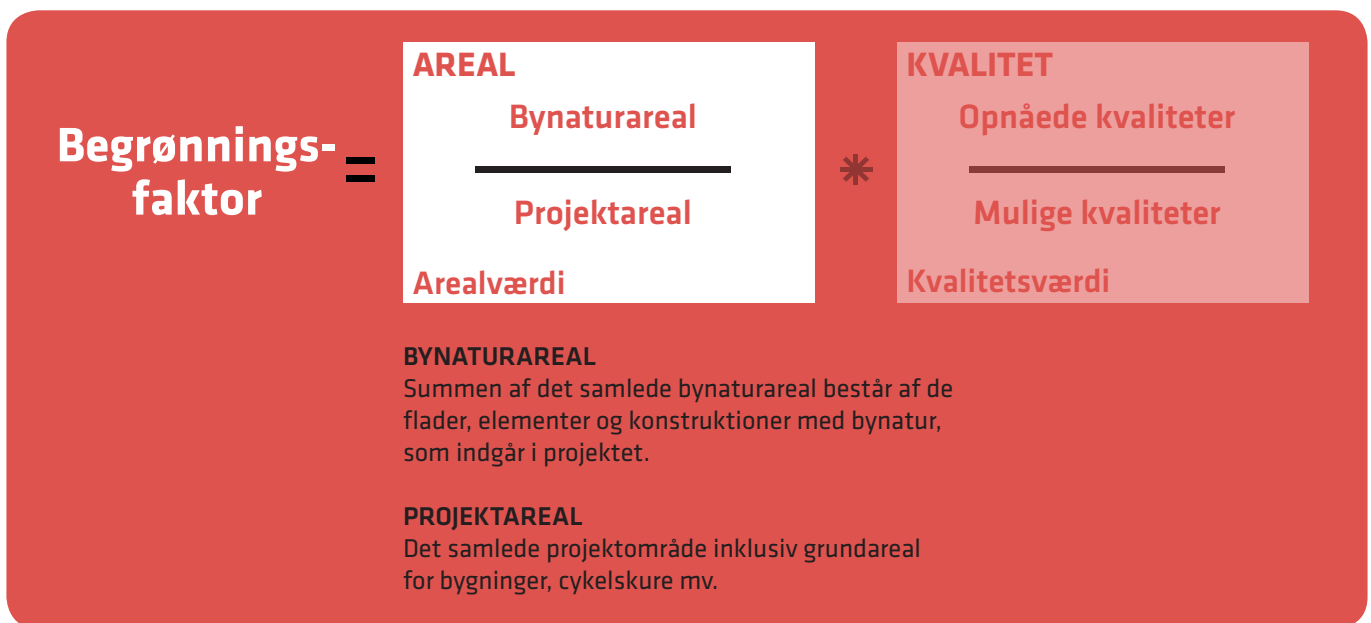 Begrønnings-
faktor
=
AREAL
Bynaturareal
Projektareal
Arealværdi
*
KVALITET
Opnåede kvaliteter
Mulige kvaliteter
Kvalitetsværdi
BYNATURAREAL
Summen af det samlede bynaturareal består af de
flader, elementer og konstruktioner med bynatur,
som indgår i projektet.
PROJEKTAREAL
Det samlede projektområde inklusiv grundareal
for bygninger, cykelskure mv.